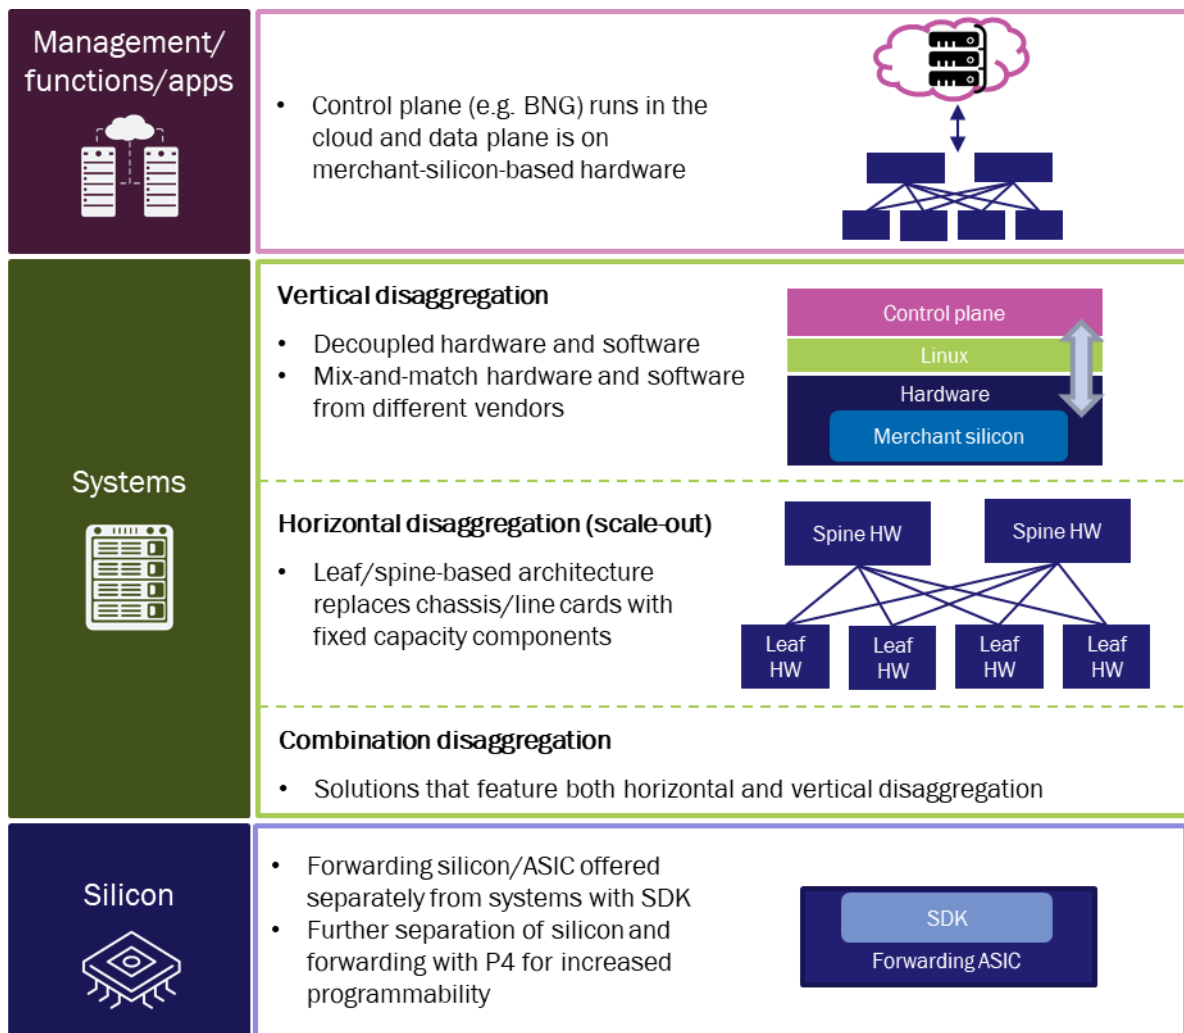 Management/
functions/apps
• Control plane (e.g. BNG) runs in the
cloud and data plane is on
merchant-silicon-based hardware
Systems
Vertical disaggregation
• Decoupled hardware and software
• Mix-and-match hardware and software
from different vendors
Control plane
Linux
Hardware
Merchant silicon
Horizontal disaggregation (scale-out)
• Leaf/spine-based architecture
replaces chassis/line cards with
fixed capacity components
Spine HW
Spine HW
Leaf
HW
Leaf
HW
Leaf
HW
Leaf
HW
Combination disaggregation
• Solutions that feature both horizontal and vertical disaggregation
Silicon
• Forwarding silicon/ASIC offered
separately from systems with SDK
• Further separation of silicon and
forwarding with P4 for increased
programmability
SDK
Forwarding ASIC